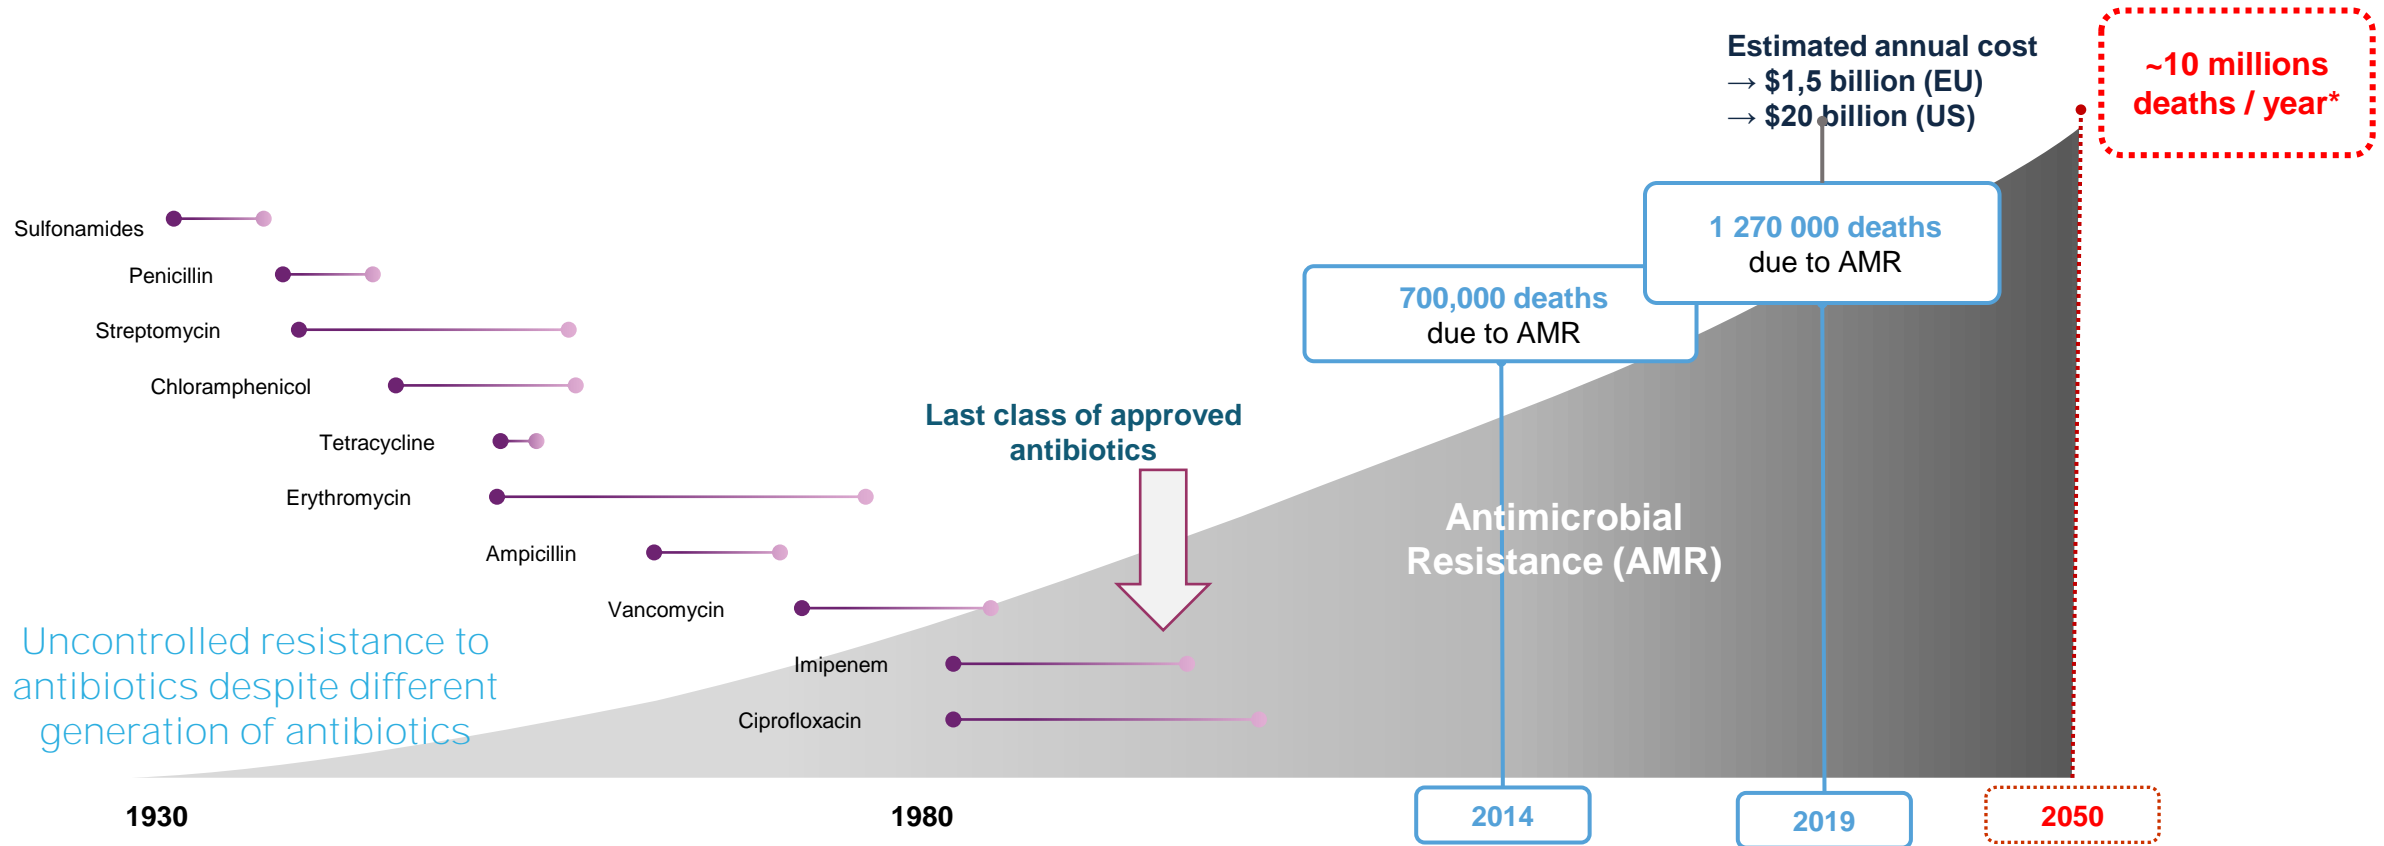 Estimated annual cost
→ $1,5 billion (EU)
→ $20 billion (US)
~10 millions
deaths / year*
1 270 000 deaths
due to AMR
700,000 deaths
due to AMR
Sulfonamides
Penicillin
Streptomycin
Chloramphenicol
Tetracycline
Erythromycin
Ampicillin
Vancomycin
Imipenem
Ciprofloxacin
Last class of approved
antibiotics
Antimicrobial
Resistance (AMR)
Uncontrolled resistance to
antibiotics despite different
generation of antibiotics
1930
1980
2014
2019
2050